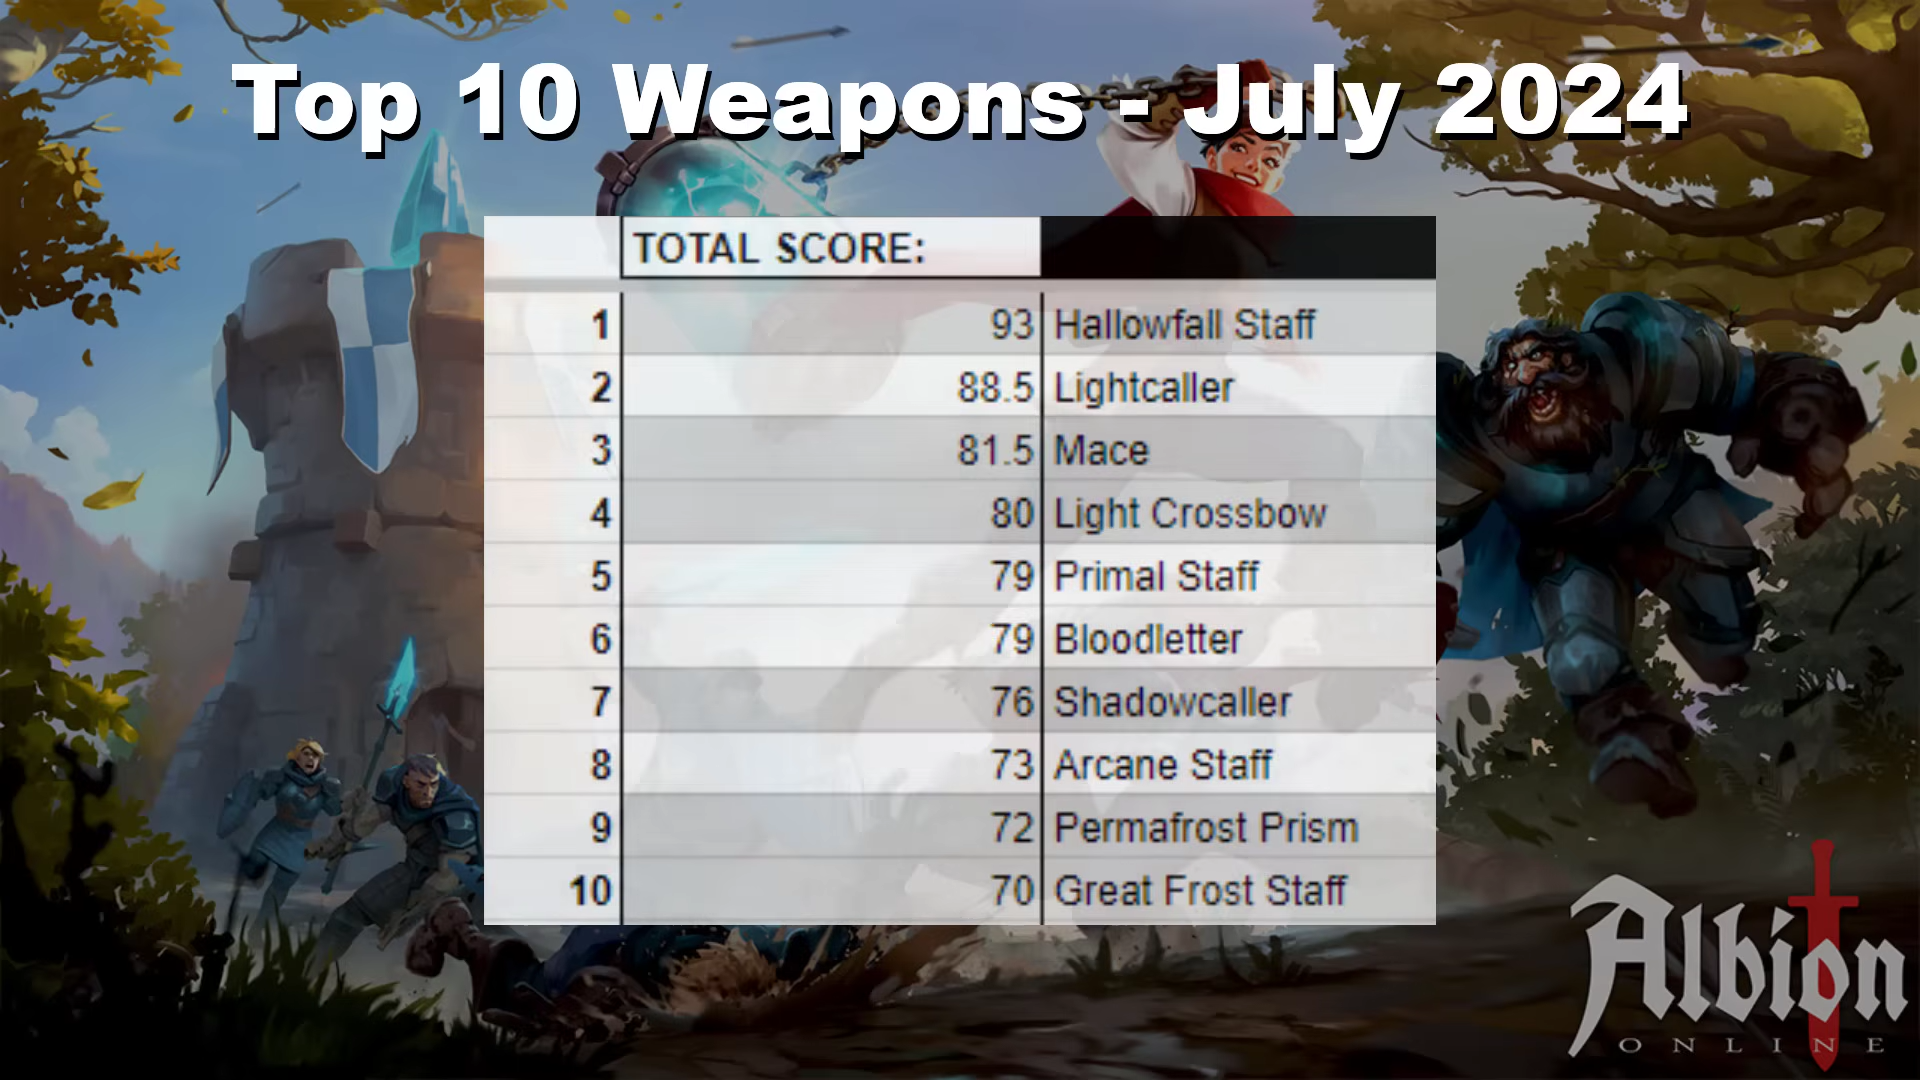 Top 10 Weapons - July 2024
TOTAL SCORE:
1 93 Hallowfall Staff
2 88.5 Lightcaller
3 81.5 Mace
4 80 Light Crossbow
5 79 Primal Staff
6 79 Bloodletter
7 76 Shadowcaller
8 73 Arcane Staff
9 72 Permafrost Prism
10 70 Great Frost Staff
Albion
ONLINE